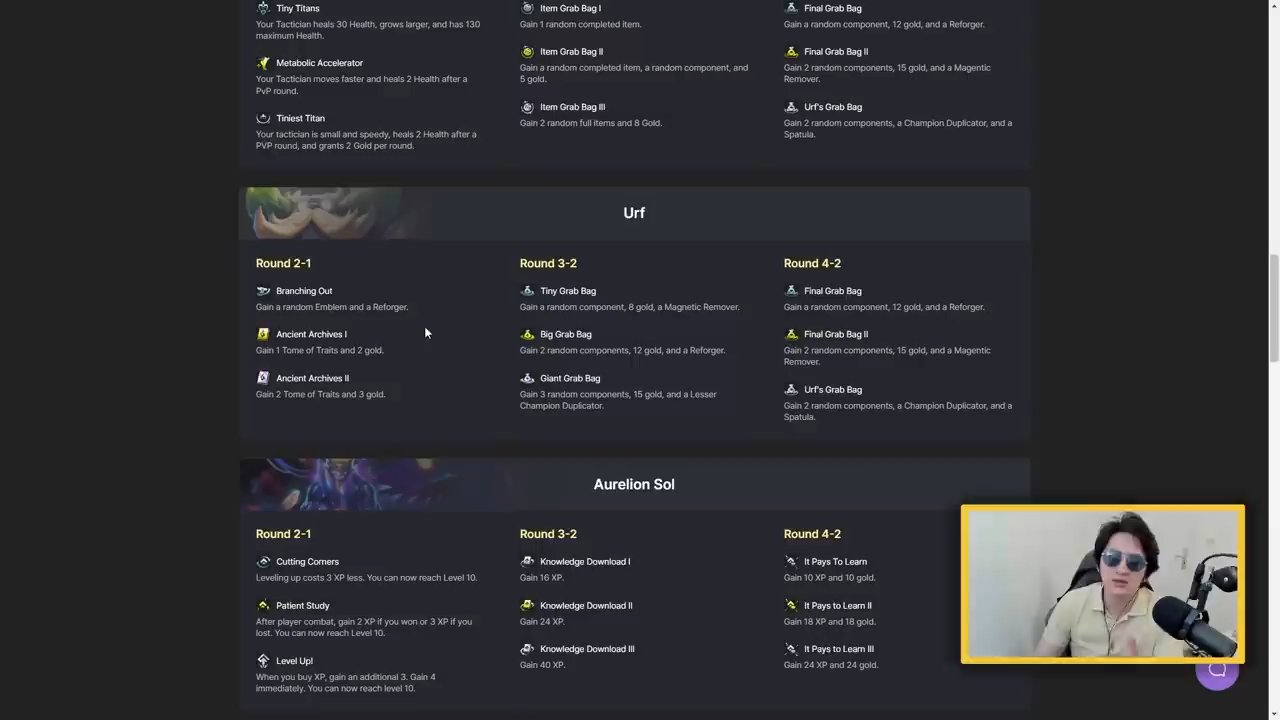 Tiny Titans
Your Tactician heals 30 Health, grows larger, and has 130
maximum Health.
Metabolic Accelerator
Your Tactician moves faster and heals 2 Health after a
PvP round.
Tiniest Titan
Your tactician is small and speedy, heals 2 Health after a
PVP round, and grants 2 Gold per round.
Item Grab Bag I
Gain 1 random completed item.
Item Grab Bag II
Gain a random completed item, a random component, and
5 gold.
Item Grab Bag III
Gain 2 random full items and 8 Gold.
Final Grab Bag
Gain a random component, 12 gold, and a Reforger.
Final Grab Bag II
Gain 2 random components, 15 gold, and a Magentic
Remover.
Urf's Grab Bag
Gain 2 random components, a Champion Duplicator, and a
Spatula.
Urf
Round 2-1
Branching Out
Gain a random Emblem and a Reforger.
Ancient Archives I
Gain 1 Tome of Traits and 2 gold.
Ancient Archives II
Gain 2 Tome of Traits and 3 gold.
Round 3-2
Tiny Grab Bag
Gain a random component, 8 gold, a Magnetic Remover.
Big Grab Bag
Gain 2 random components, 12 gold, and a Reforger.
Giant Grab Bag
Gain 3 random components, 15 gold, and a Lesser
Champion Duplicator.
Round 4-2
Final Grab Bag
Gain a random component, 12 gold, and a Reforger.
Final Grab Bag II
Gain 2 random components, 15 gold, and a Magentic
Remover.
Urf's Grab Bag
Gain 2 random components, a Champion Duplicator, and a
Spatula.
Aurelion Sol
Round 2-1
Cutting Corners
Leveling up costs 3 XP less. You can now reach Level 10.
Patient Study
After player combat, gain 2 XP if you won or 3 XP if you
lost. You can now reach Level 10.
Level Up!
When you buy XP, gain an additional 3. Gain 4
immediately. You can now reach level 10.
Round 3-2
Knowledge Download I
Gain 16 XP.
Knowledge Download II
Gain 24 XP.
Knowledge Download III
Gain 40 XP.
Round 4-2
It Pays To Learn
Gain 10 XP and 10 gold.
It Pays to Learn II
Gain 18 XP and 18 gold.
It Pays to Learn III
Gain 24 XP and 24 gold.